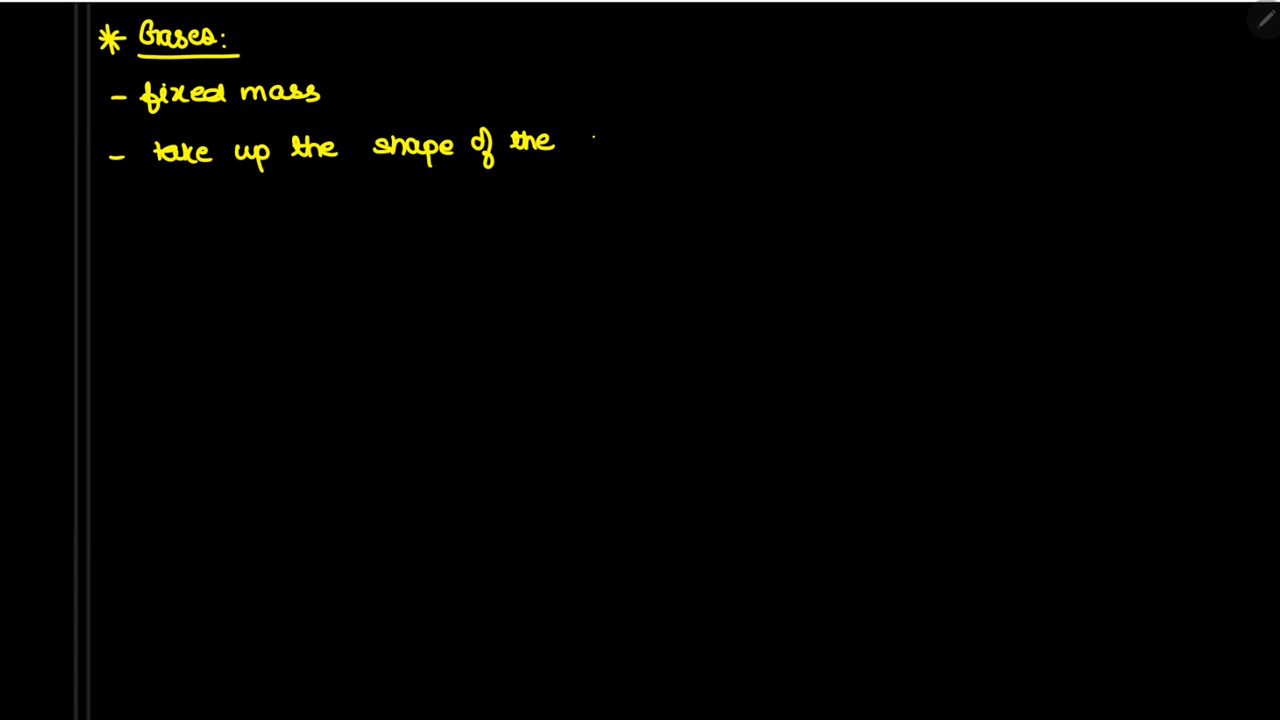 * Gases:
- fixed mass
- take up the shape of the